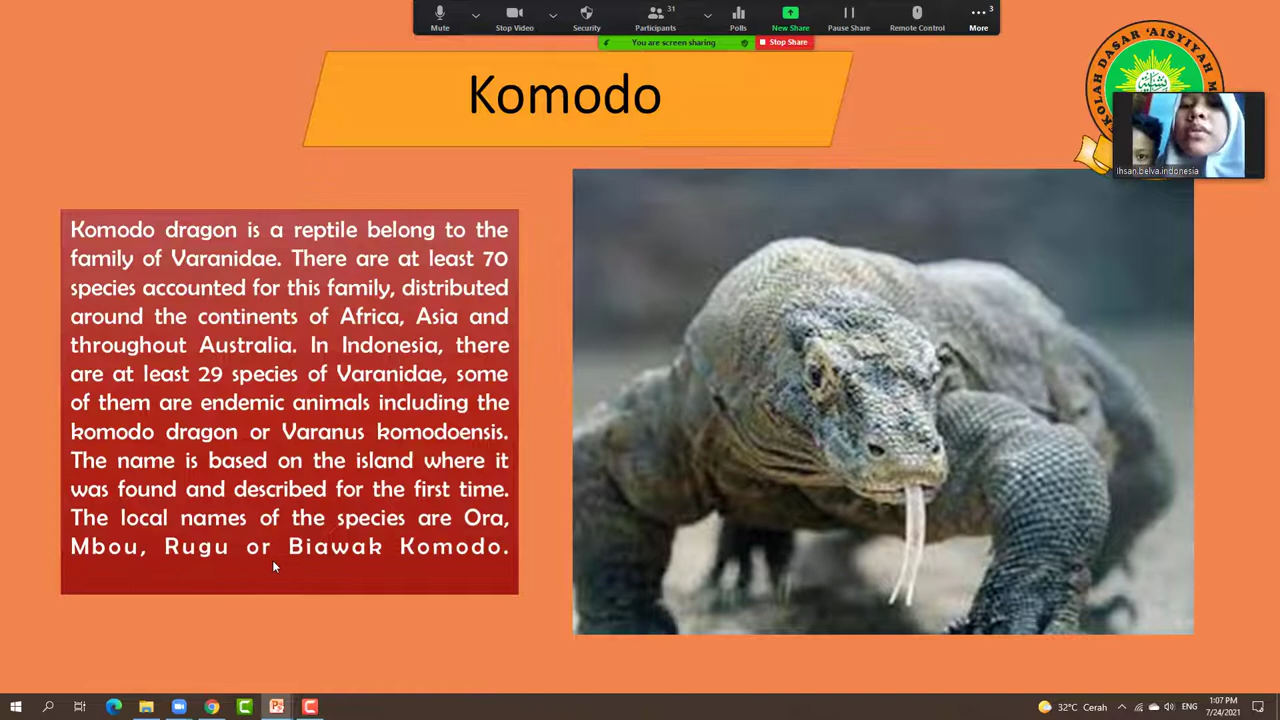 31
3
Mute
Stop Video
Security
Participants
Polls
New Share
Pause Share
Remote Control
More
You are screen sharing
Stop Share
Komodo
ihsan.belva.indonesia
Komodo dragon is a reptile belong to the
family of Varanidae. There are at least 70
species accounted for this family, distributed
around the continents of Africa, Asia and
throughout Australia. In Indonesia, there
are at least 29 species of Varanidae, some
of them are endemic animals including the
komodo dragon or Varanus komodoensis.
The name is based on the island where it
was found and described for the first time.
The local names of the species are Ora,
Mbou, Rugu or Biawak Komodo.
32°C Cerah
ENG
1:07 PM
7/24/2021